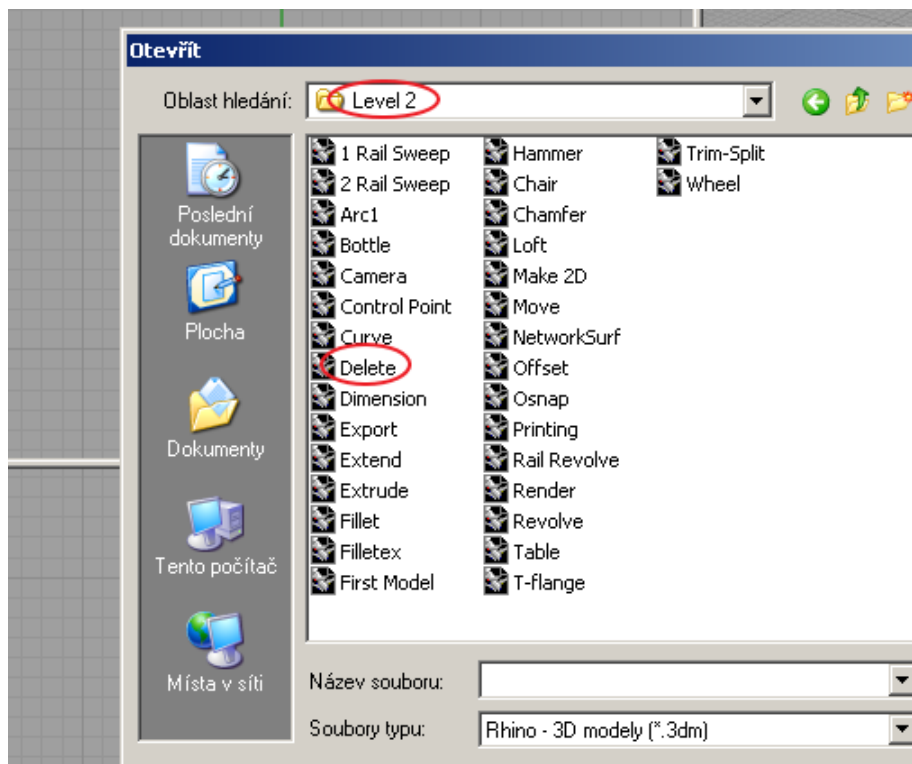 Otevřít
Oblast hledání:
Level 2
Poslední
dokumenty
Plocha
Dokumenty
Tento počítač
Místa v síti
1 Rail Sweep
2 Rail Sweep
Arc1
Bottle
Camera
Control Point
Curve
Delete
Dimension
Export
Extend
Extrude
Fillet
Filletex
First Model
Hammer
Chair
Chamfer
Loft
Make 2D
Move
NetworkSurf
Offset
Osnap
Printing
Rail Revolve
Render
Revolve
Table
T-flange
Trim-Split
Wheel
Název souboru:
Soubory typu:
Rhino - 3D modely (*.3dm)